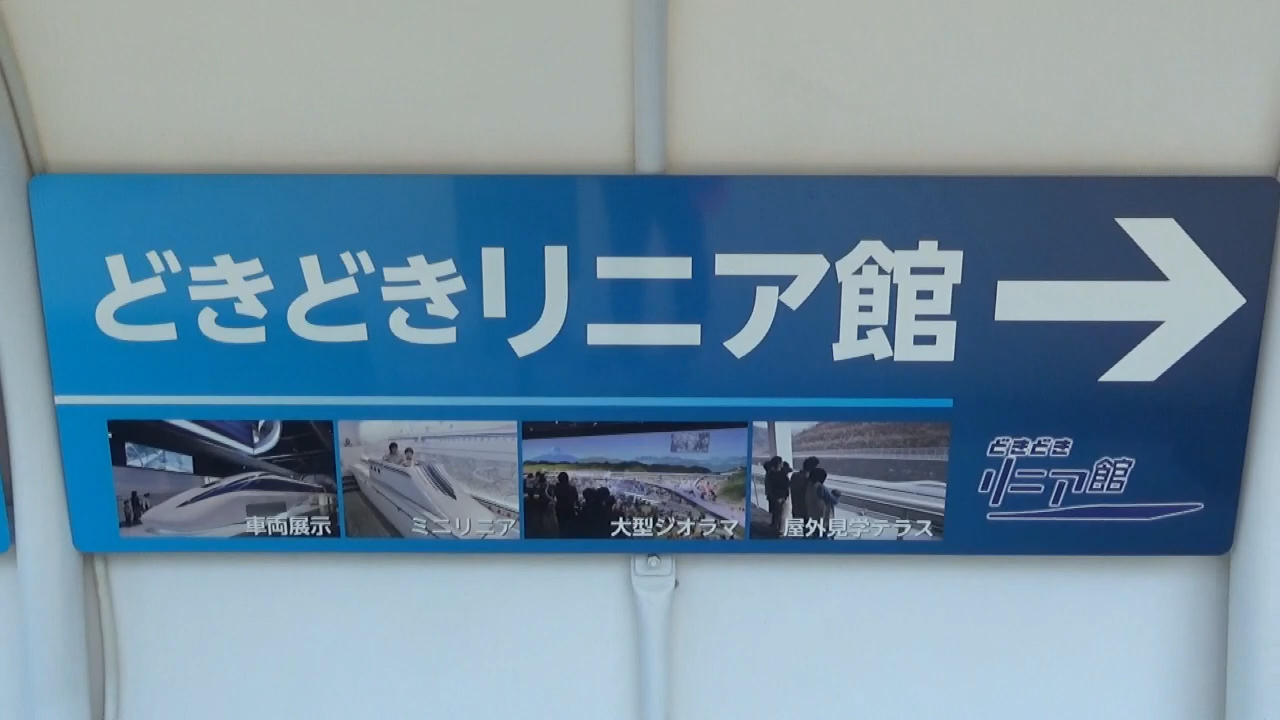 どきどきリニア館
車両展示
ミニリニア
大型ジオラマ
屋外見学テラス
どきどき
リニア館